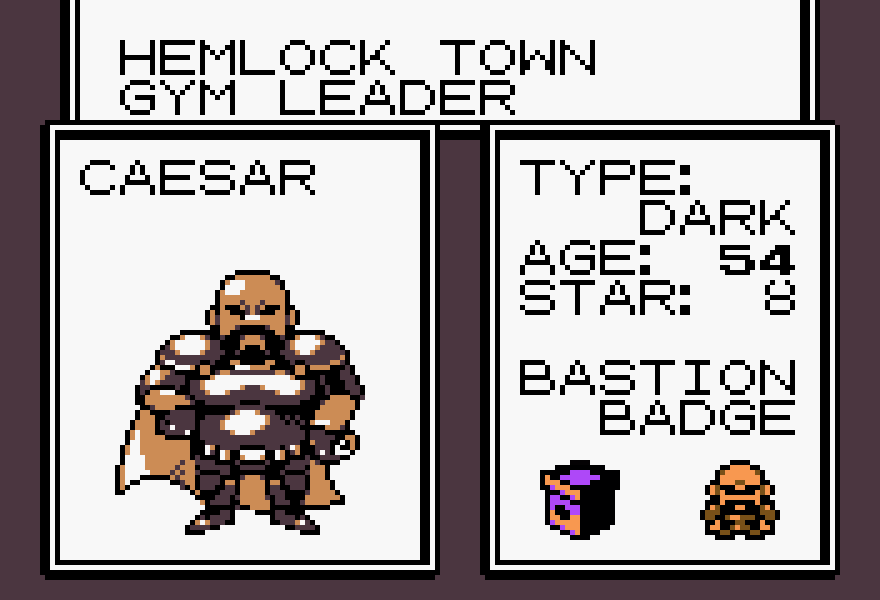 HEMLOCK TOWN
GYM LEADER
CAESAR
TYPE:
DARK
AGE: 54
STAR: 8
BASTION
BADGE